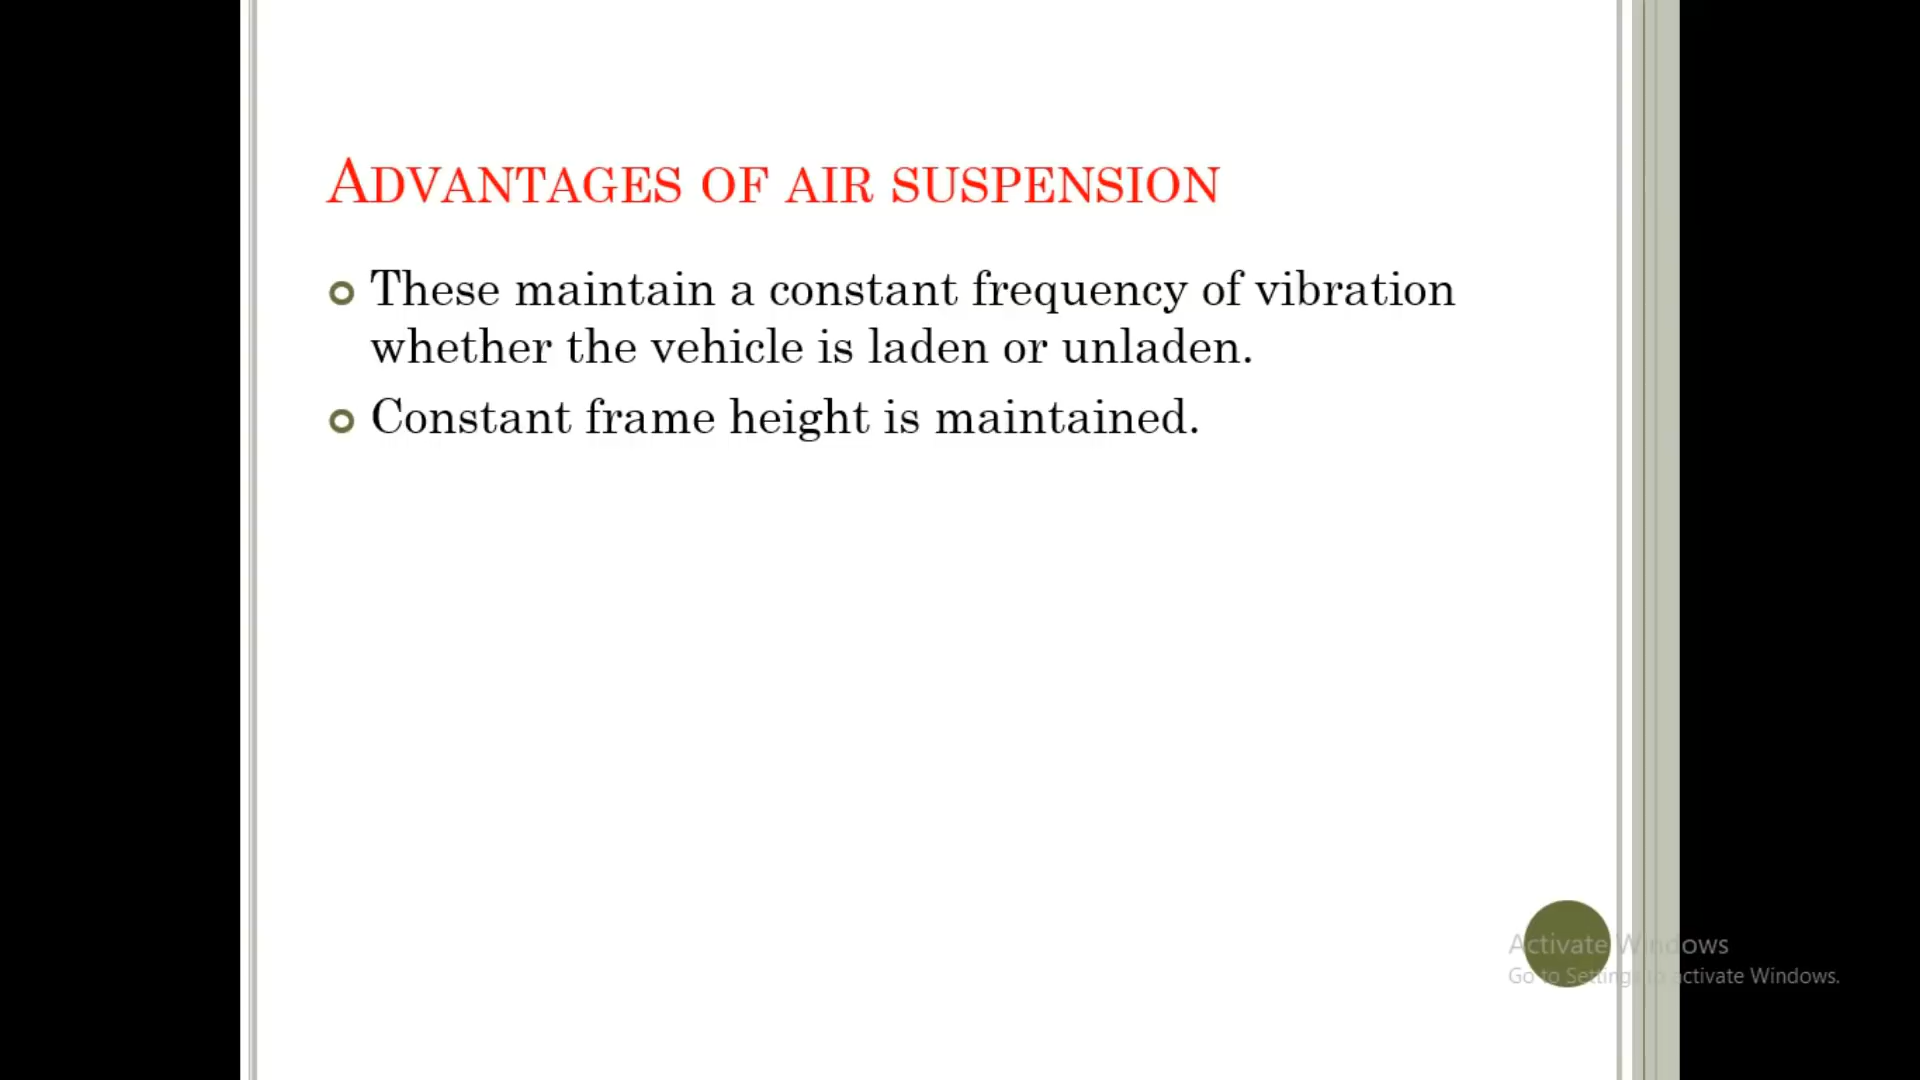 ADVANTAGES OF AIR SUSPENSION
These maintain a constant frequency of vibration
whether the vehicle is laden or unladen.
Constant frame height is maintained.
Activate Windows
Go to Settings to activate Windows.